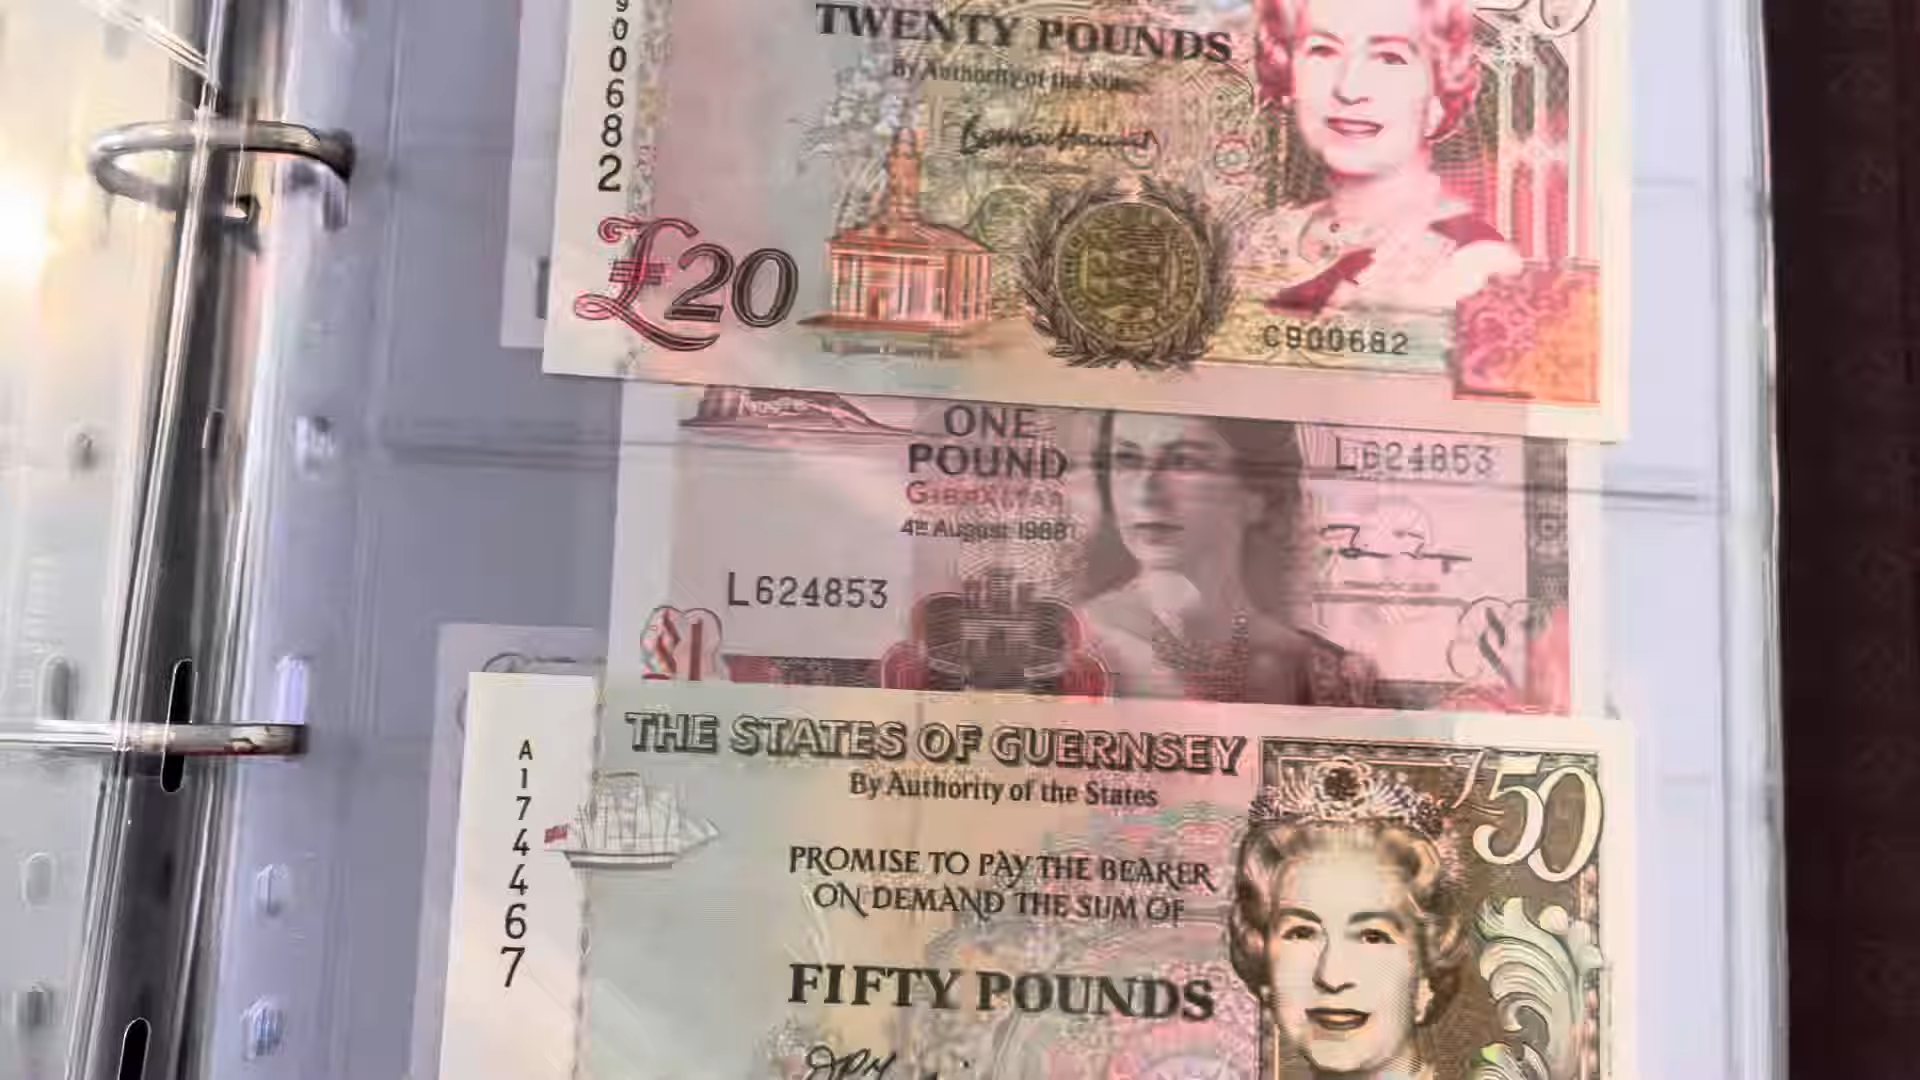 TWENTY POUNDS
By Authority of the States
900682
£20
C900682
ONE
POUND
GIBRALTAR
4th August 1988
L624853
L624853
£1
THE STATES OF GUERNSEY
By Authority of the States
A174467
50
PROMISE TO PAY THE BEARER
ON DEMAND THE SUM OF
FIFTY POUNDS